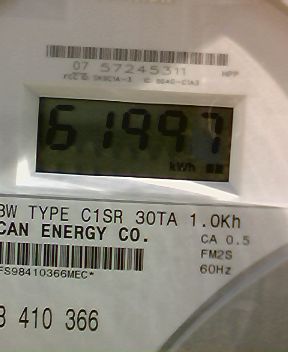 07 57245311 HPP
61997
kWh
BW TYPE C1SR 30TA 1.0Kh
CAN ENERGY CO.
CA 0.5
FM2S
60Hz
FS98410366MEC*
8 410 366